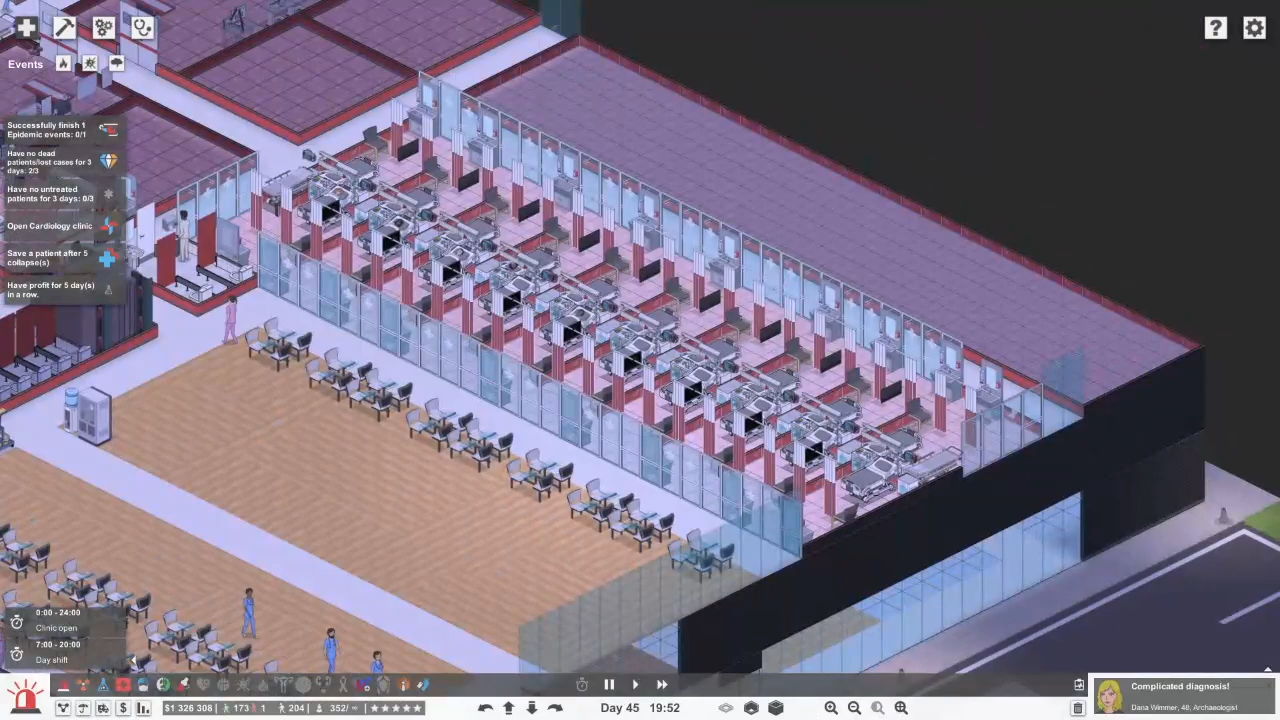 Events
Successfully finish 1
Epidemic events: 0/1
Have no dead
patients/lost cases for 3
days: 2/3
Have no untreated
patients for 3 days: 0/3
Open Cardiology clinic
Save a patient after 5
collapse(s)
Have profit for 5 day(s)
in a row.
0:00 - 24:00
Clinic open
7:00 - 20:00
Day shift
$1 326 308
173 1
204
352/∞
Day 45 19:52
Complicated diagnosis!
Dana Wimmer, 48, Archaeologist